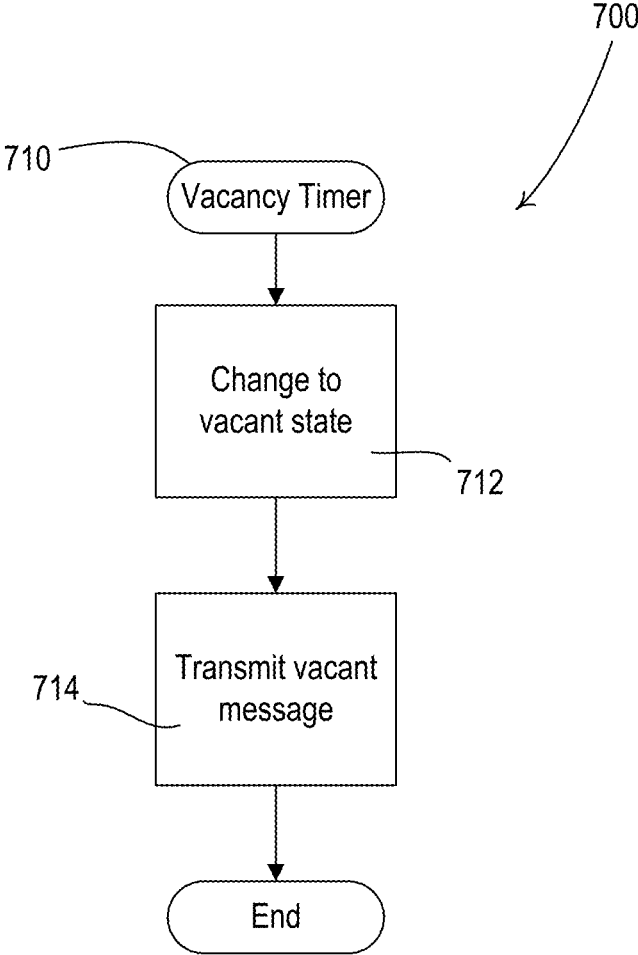 700
710
Vacancy Timer
Change to
vacant state
712
Transmit vacant
message
714
End